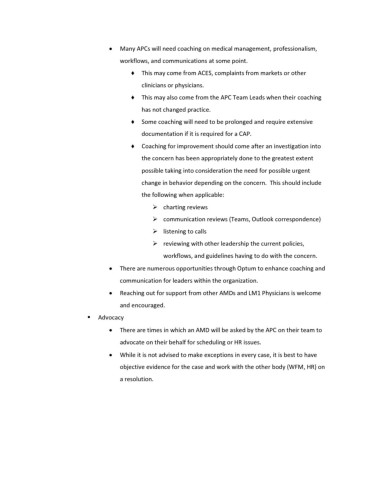 • Many APCs will need coaching on medical management, professionalism,
workflows, and communications at some point.
♦ This may come from ACES, complaints from markets or other
clinicians or physicians.
♦ This may also come from the APC Team Leads when their coaching
has not changed practice.
♦ Some coaching will need to be prolonged and require extensive
documentation if it is required for a CAP.
♦ Coaching for improvement should come after an investigation into
the concern has been appropriately done to the greatest extent
possible taking into consideration the need for possible urgent
change in behavior depending on the concern. This should include
the following when applicable:
➢ charting reviews
➢ communication reviews (Teams, Outlook correspondence)
➢ listening to calls
➢ reviewing with other leadership the current policies,
workflows, and guidelines having to do with the concern.
• There are numerous opportunities through Optum to enhance coaching and
communication for leaders within the organization.
• Reaching out for support from other AMDs and LM1 Physicians is welcome
and encouraged.
▪ Advocacy
• There are times in which an AMD will be asked by the APC on their team to
advocate on their behalf for scheduling or HR issues.
• While it is not advised to make exceptions in every case, it is best to have
objective evidence for the case and work with the other body (WFM, HR) on
a resolution.